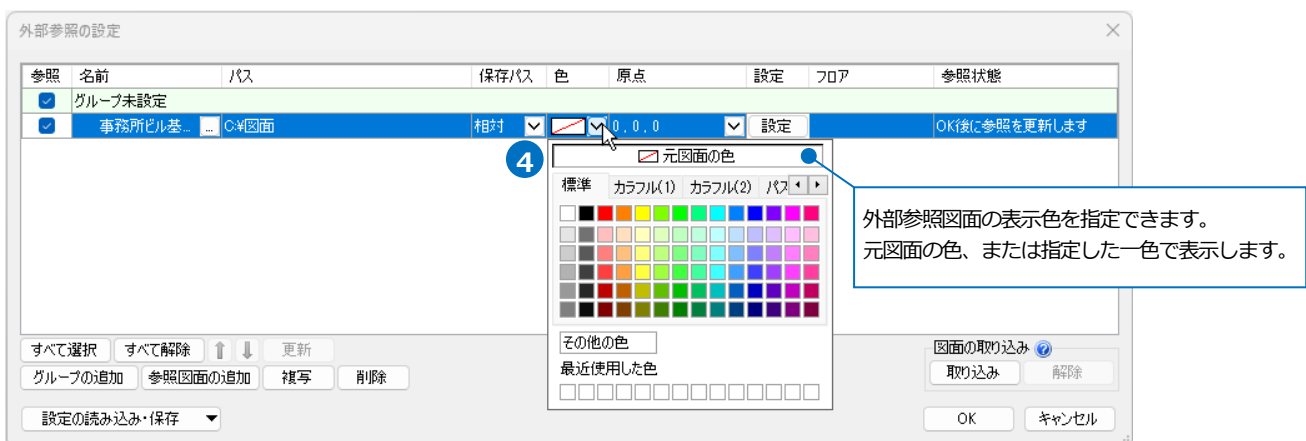 外部参照の設定
参照 名前 パス 保存パス 色 原点 設定 フロア 参照状態
グループ未設定
事務所ビル基... ... C:¥図面 相対 0,0,0 設定 OK後に参照を更新します
4
元図面の色
標準 カラフル(1) カラフル(2) パス
外部参照図面の表示色を指定できます。
元図面の色、または指定した一色で表示します。
その他の色
最近使用した色
すべて選択 すべて解除 更新
グループの追加 参照図面の追加 複写 削除
図面の取り込み
取り込み 解除
設定の読み込み・保存
OK キャンセル